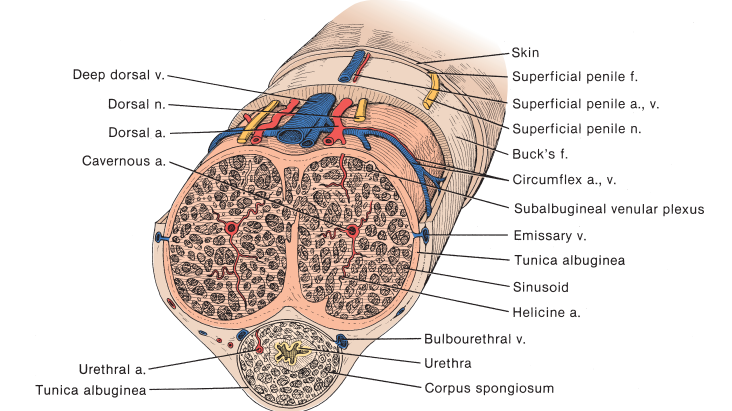 Skin
Superficial penile f.
Deep dorsal v.
Dorsal n.
Superficial penile a., v.
Superficial penile n.
Dorsal a.
Buck's f.
Cavernous a.
Circumflex a., v.
Subalbugineal venular plexus
Emissary v.
Tunica albuginea
Sinusoid
Helicine a.
Bulbourethral v.
Urethra
Urethral a.
Corpus spongiosum
Tunica albuginea